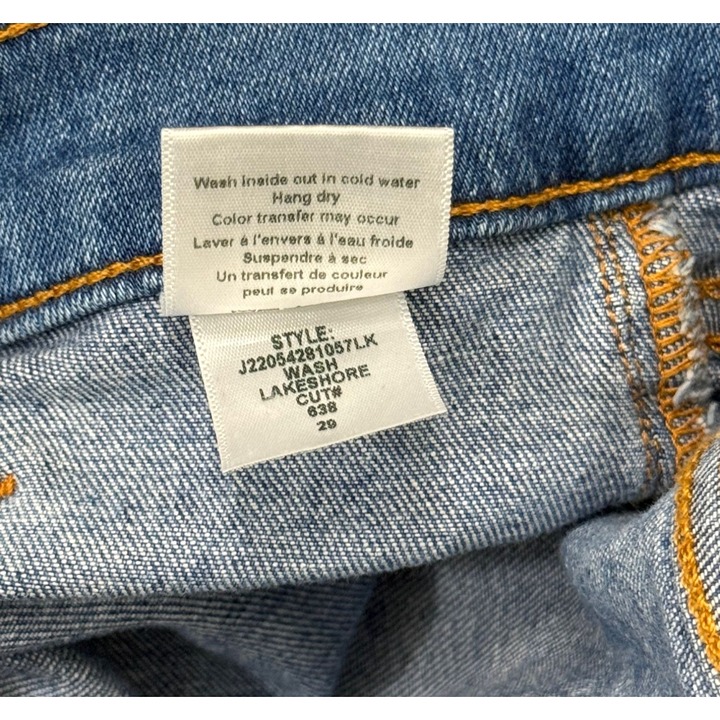 Wash inside out in cold water
Hang dry
Color transfer may occur
Laver à l'envers à l'eau froide
Suspendre à sec
Un transfert de couleur
peut se produire
STYLE:
J22054281057LK
WASH
LAKESHORE
CUT#
638
29